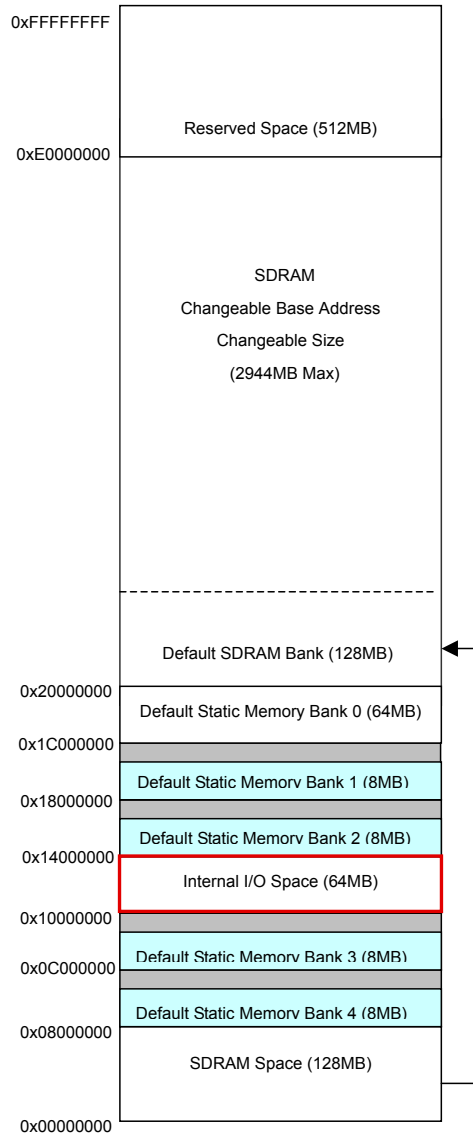 0xFFFFFFFF
Reserved Space (512MB)
0xE0000000
SDRAM
Changeable Base Address
Changeable Size
(2944MB Max)
Default SDRAM Bank (128MB)
0x20000000
Default Static Memory Bank 0 (64MB)
0x1C000000
Default Static Memory Bank 1 (8MB)
0x18000000
Default Static Memory Bank 2 (8MB)
0x14000000
Internal I/O Space (64MB)
0x10000000
Default Static Memory Bank 3 (8MB)
0x0C000000
Default Static Memory Bank 4 (8MB)
0x08000000
SDRAM Space (128MB)
0x00000000